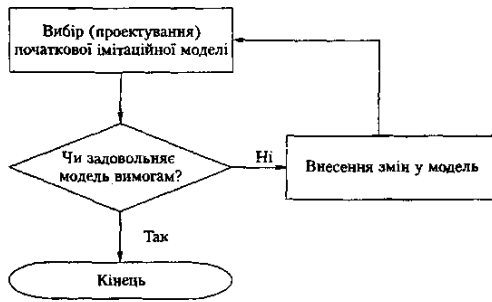 Вибір (проектування)
початкової імітаційної моделі
Чи задовольняє
модель вимогам?
Ні
Внесення змін у модель
Так
Кінець